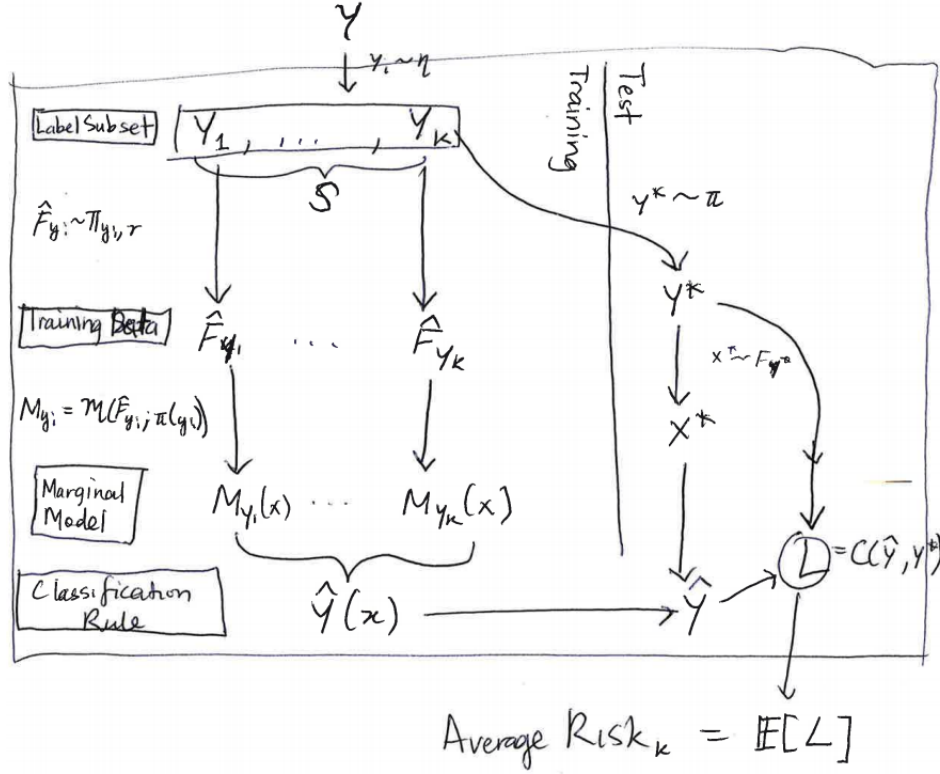 Y
y_i ~ η
Training
Test
Label Subset
Y_1, ..., Y_k
S
y* ~ π
F̂_{y_i} ~ Π_{y_i,r}
Y*
Training Data
F̂_{y_1} ... F̂_{y_k}
x* ~ F_{y*}
M_{y_i} = M(F̂_{y_i}; π(y_i))
X*
Marginal
Model
M_{y_1}(x) ... M_{y_k}(x)
L = C(Ŷ, Y*)
Classification
Rule
Ŷ(x)
Ŷ
Average Risk_k = 𝔼[L]